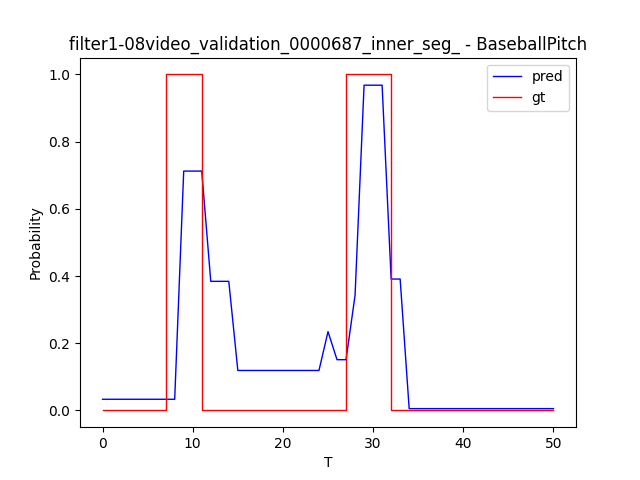 filter1-08video_validation_0000687_inner_seg_ - BaseballPitch
pred
gt
1.0
0.8
0.6
0.4
0.2
0.0
Probability
0
10
20
30
40
50
T